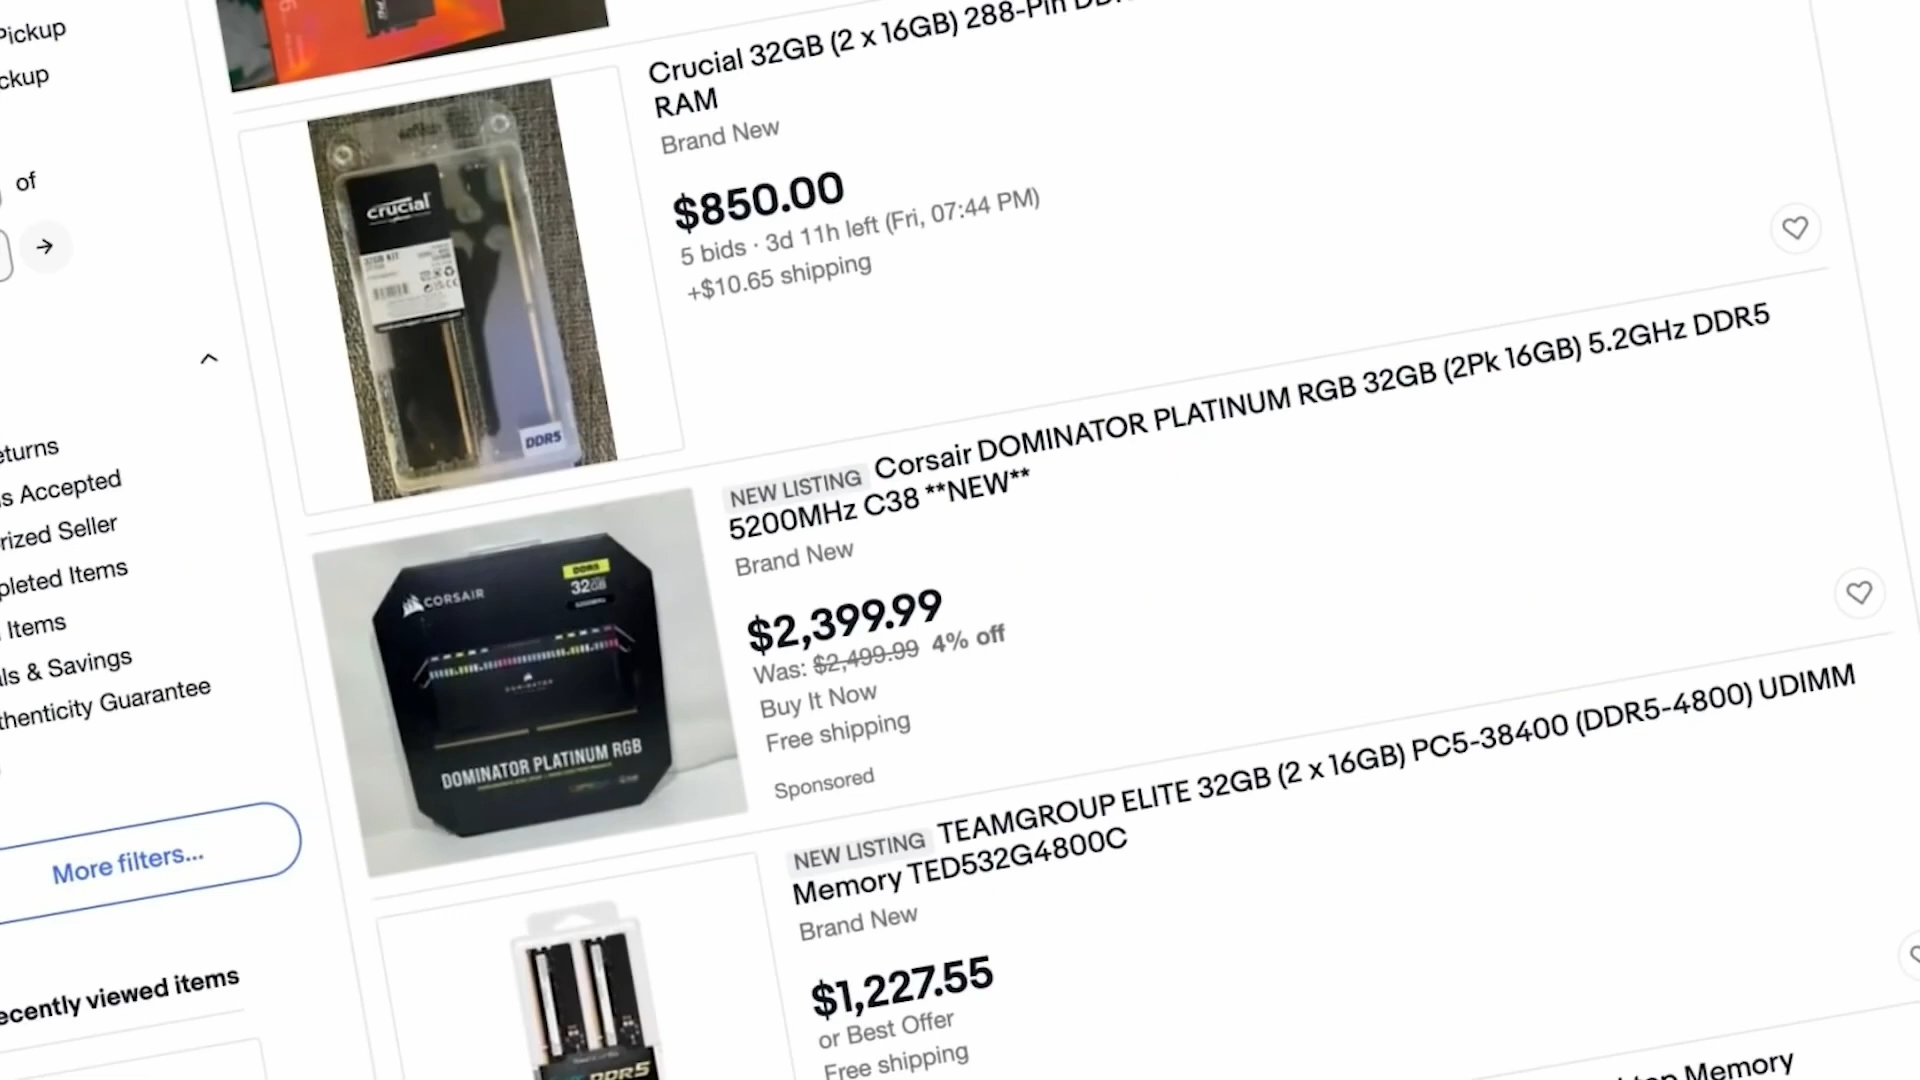 Pickup
ckup
of
eturns
s Accepted
rized Seller
pleted Items
Items
ls & Savings
thenticity Guarantee
More filters...
ecently viewed items
Crucial 32GB (2 x 16GB) 288-Pin
RAM
Brand New
$850.00
5 bids · 3d 11h left (Fri, 07:44 PM)
+$10.65 shipping
crucial
32GB KIT
DDR5
NEW LISTING Corsair DOMINATOR PLATINUM RGB 32GB (2Pk 16GB) 5.2GHz DDR5
5200MHz C38 **NEW**
Brand New
$2,399.99
Was: $2,499.99 4% off
Buy It Now
Free shipping
Sponsored
CORSAIR
DDR5
32GB
DOMINATOR
DOMINATOR PLATINUM RGB
NEW LISTING TEAMGROUP ELITE 32GB (2 x 16GB) PC5-38400 (DDR5-4800) UDIMM
Memory TED532G4800C
Brand New
$1,227.55
or Best Offer
Free shipping
DDR5
Memory